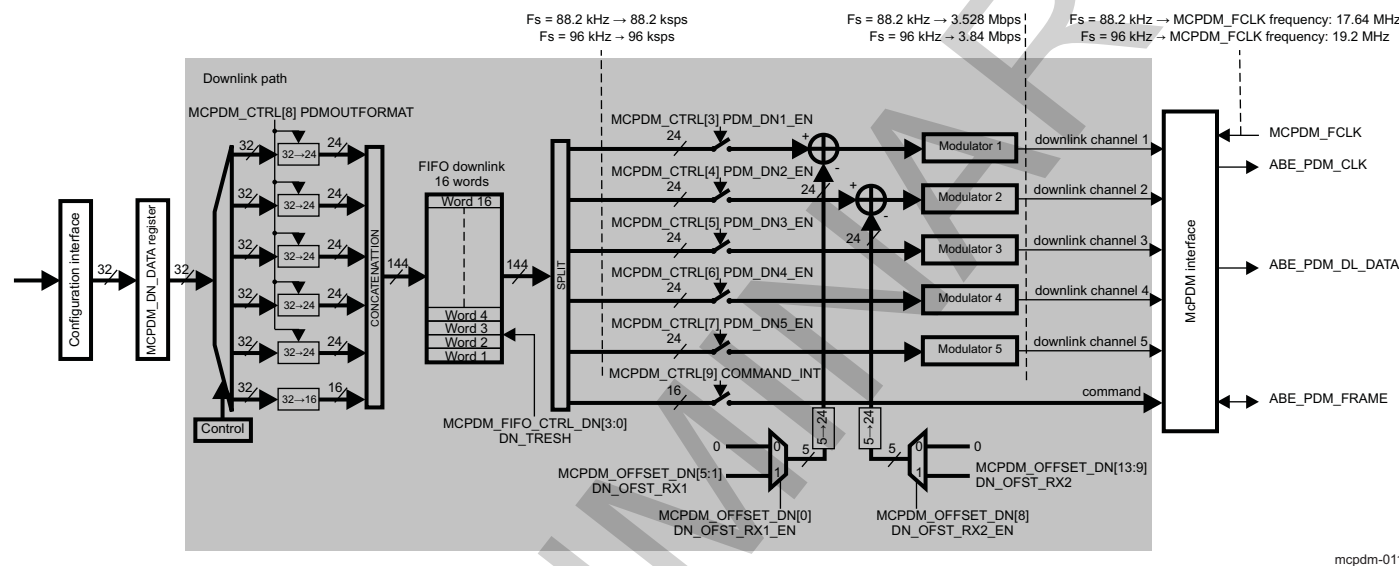 Fs = 88.2 kHz → 88.2 ksps
Fs = 96 kHz → 96 ksps
Fs = 88.2 kHz → 3.528 Mbps
Fs = 96 kHz → 3.84 Mbps
Fs = 88.2 kHz → MCPDM_FCLK frequency: 17.64 MHz
Fs = 96 kHz → MCPDM_FCLK frequency: 19.2 MHz
Downlink path
MCPDM_CTRL[8] PDMOUTFORMAT
Configuration interface
32
MCPDM_DN_DATA register
32
Control
32
32→24
24
32
32→24
24
32
32→24
24
32
32→24
24
32
32→24
24
32
32→16
16
CONCATENATTION
144
FIFO downlink
16 words
Word 16
Word 4
Word 3
Word 2
Word 1
MCPDM_FIFO_CTRL_DN[3:0]
DN_TRESH
144
SPLIT
MCPDM_CTRL[3] PDM_DN1_EN
24
MCPDM_CTRL[4] PDM_DN2_EN
24
MCPDM_CTRL[5] PDM_DN3_EN
24
MCPDM_CTRL[6] PDM_DN4_EN
24
MCPDM_CTRL[7] PDM_DN5_EN
24
MCPDM_CTRL[9] COMMAND_INT
16
+
-
24
+
-
24
Modulator 1
downlink channel 1
Modulator 2
downlink channel 2
Modulator 3
downlink channel 3
Modulator 4
downlink channel 4
Modulator 5
downlink channel 5
command
5→24
5→24
0
0
1
5
MCPDM_OFFSET_DN[5:1]
DN_OFST_RX1
MCPDM_OFFSET_DN[0]
DN_OFST_RX1_EN
5
0
1
0
MCPDM_OFFSET_DN[13:9]
DN_OFST_RX2
MCPDM_OFFSET_DN[8]
DN_OFST_RX2_EN
McPDM interface
MCPDM_FCLK
ABE_PDM_CLK
ABE_PDM_DL_DATA
ABE_PDM_FRAME
mcpdm-011